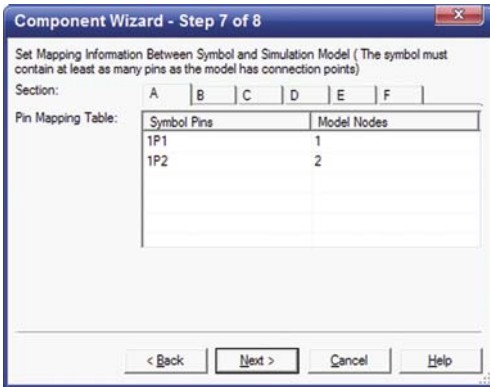 Component Wizard - Step 7 of 8
Set Mapping Information Between Symbol and Simulation Model ( The symbol must
contain at least as many pins as the model has connection points)
Section: A B C D E F
Pin Mapping Table: Symbol Pins Model Nodes
1P1 1
1P2 2
< Back Next > Cancel Help